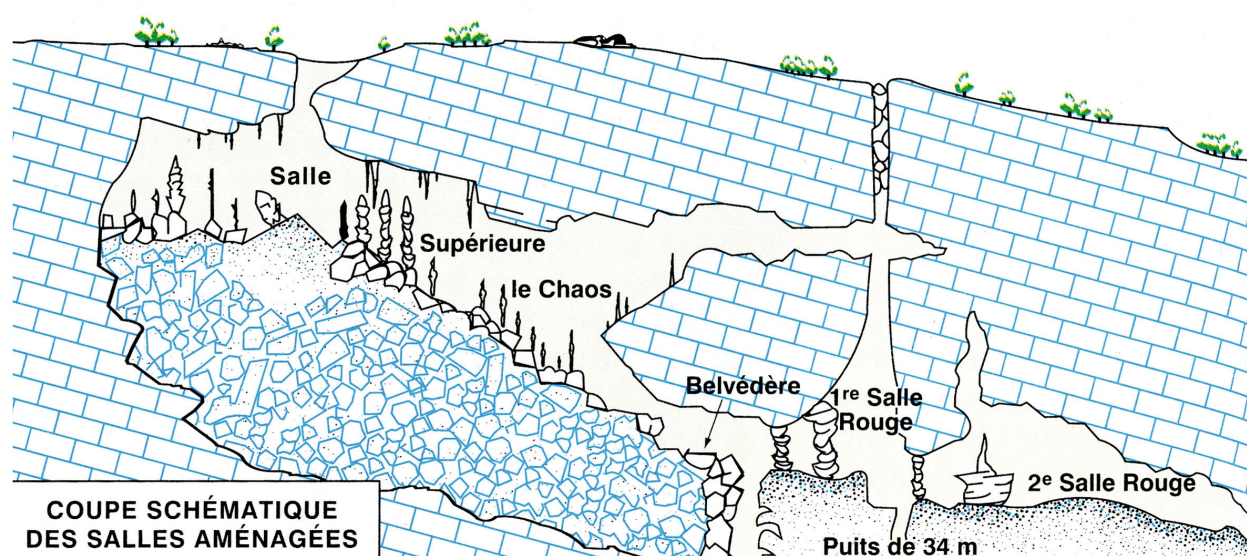 Salle
Supérieure
le Chaos
Belvédère
1re Salle
Rouge
2e Salle Rouge
Puits de 34 m
COUPE SCHÉMATIQUE
DES SALLES AMÉNAGÉES